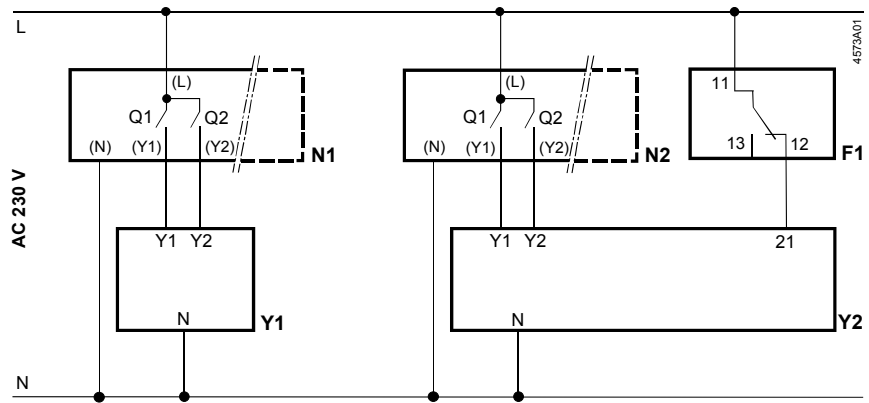 L
4573A01
(L)
(L)
11
Q1
Q2
Q1
Q2
(N)
(Y1)
(Y2)
N1
(N)
(Y1)
(Y2)
N2
13
12
F1
AC 230 V
Y1
Y2
Y1
Y2
21
N
Y1
N
Y2
N